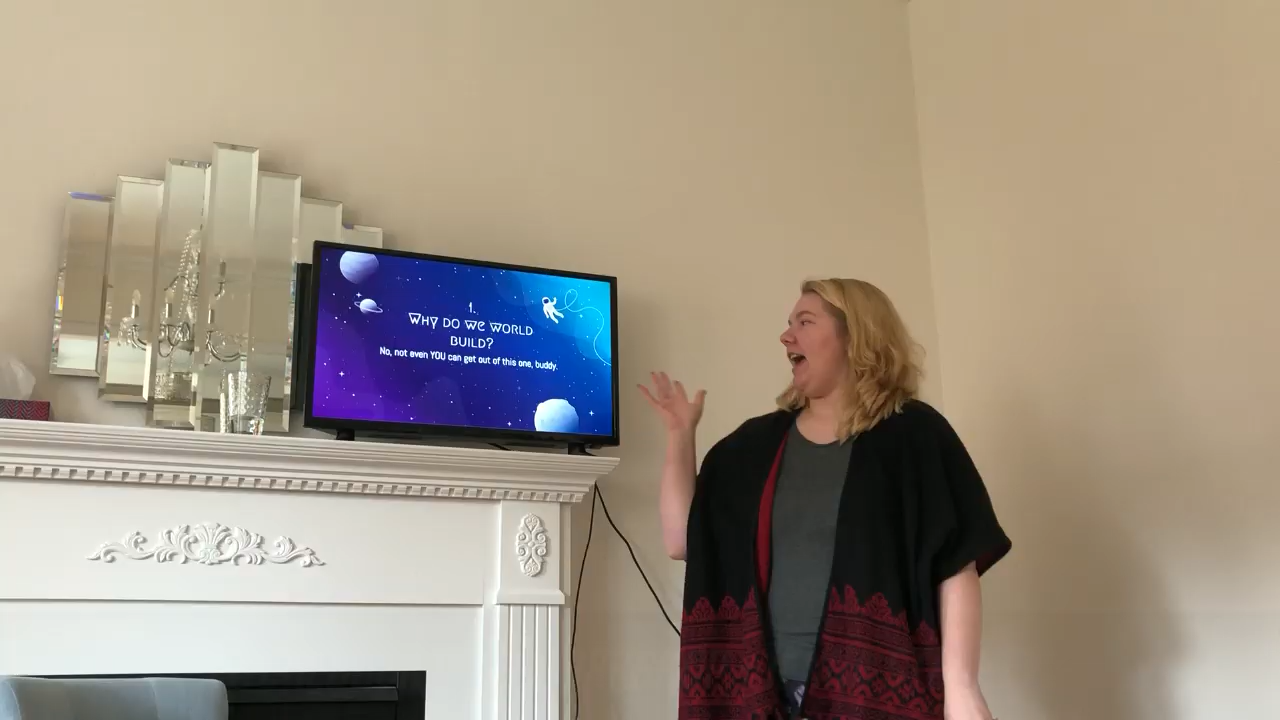 1.
Why do we world
build?
No, not even YOU can get out of this one, buddy.